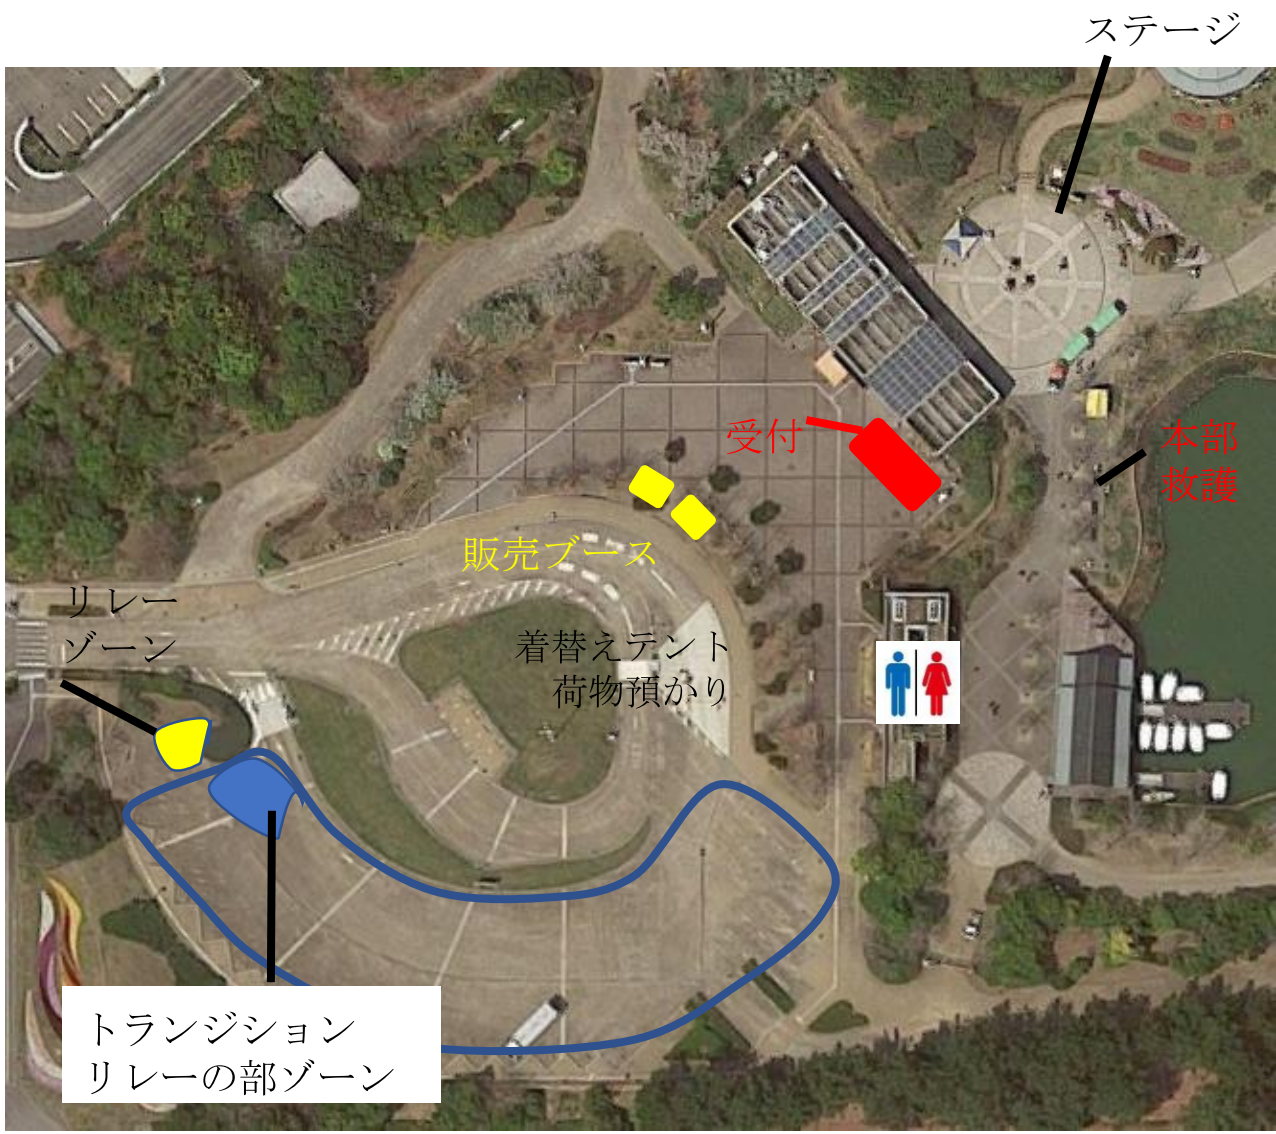 ステージ
受付
本部
救護
販売ブース
リレー
ゾーン
着替えテント
荷物預かり
トランジション
リレーの部ゾーン